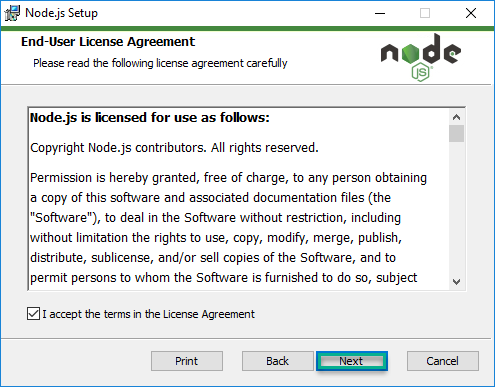 Node.js Setup
End-User License Agreement
Please read the following license agreement carefully
node
JS
Node.js is licensed for use as follows:
Copyright Node.js contributors. All rights reserved.
Permission is hereby granted, free of charge, to any person obtaining
a copy of this software and associated documentation files (the
"Software"), to deal in the Software without restriction, including
without limitation the rights to use, copy, modify, merge, publish,
distribute, sublicense, and/or sell copies of the Software, and to
permit persons to whom the Software is furnished to do so, subject
I accept the terms in the License Agreement
Print
Back
Next
Cancel